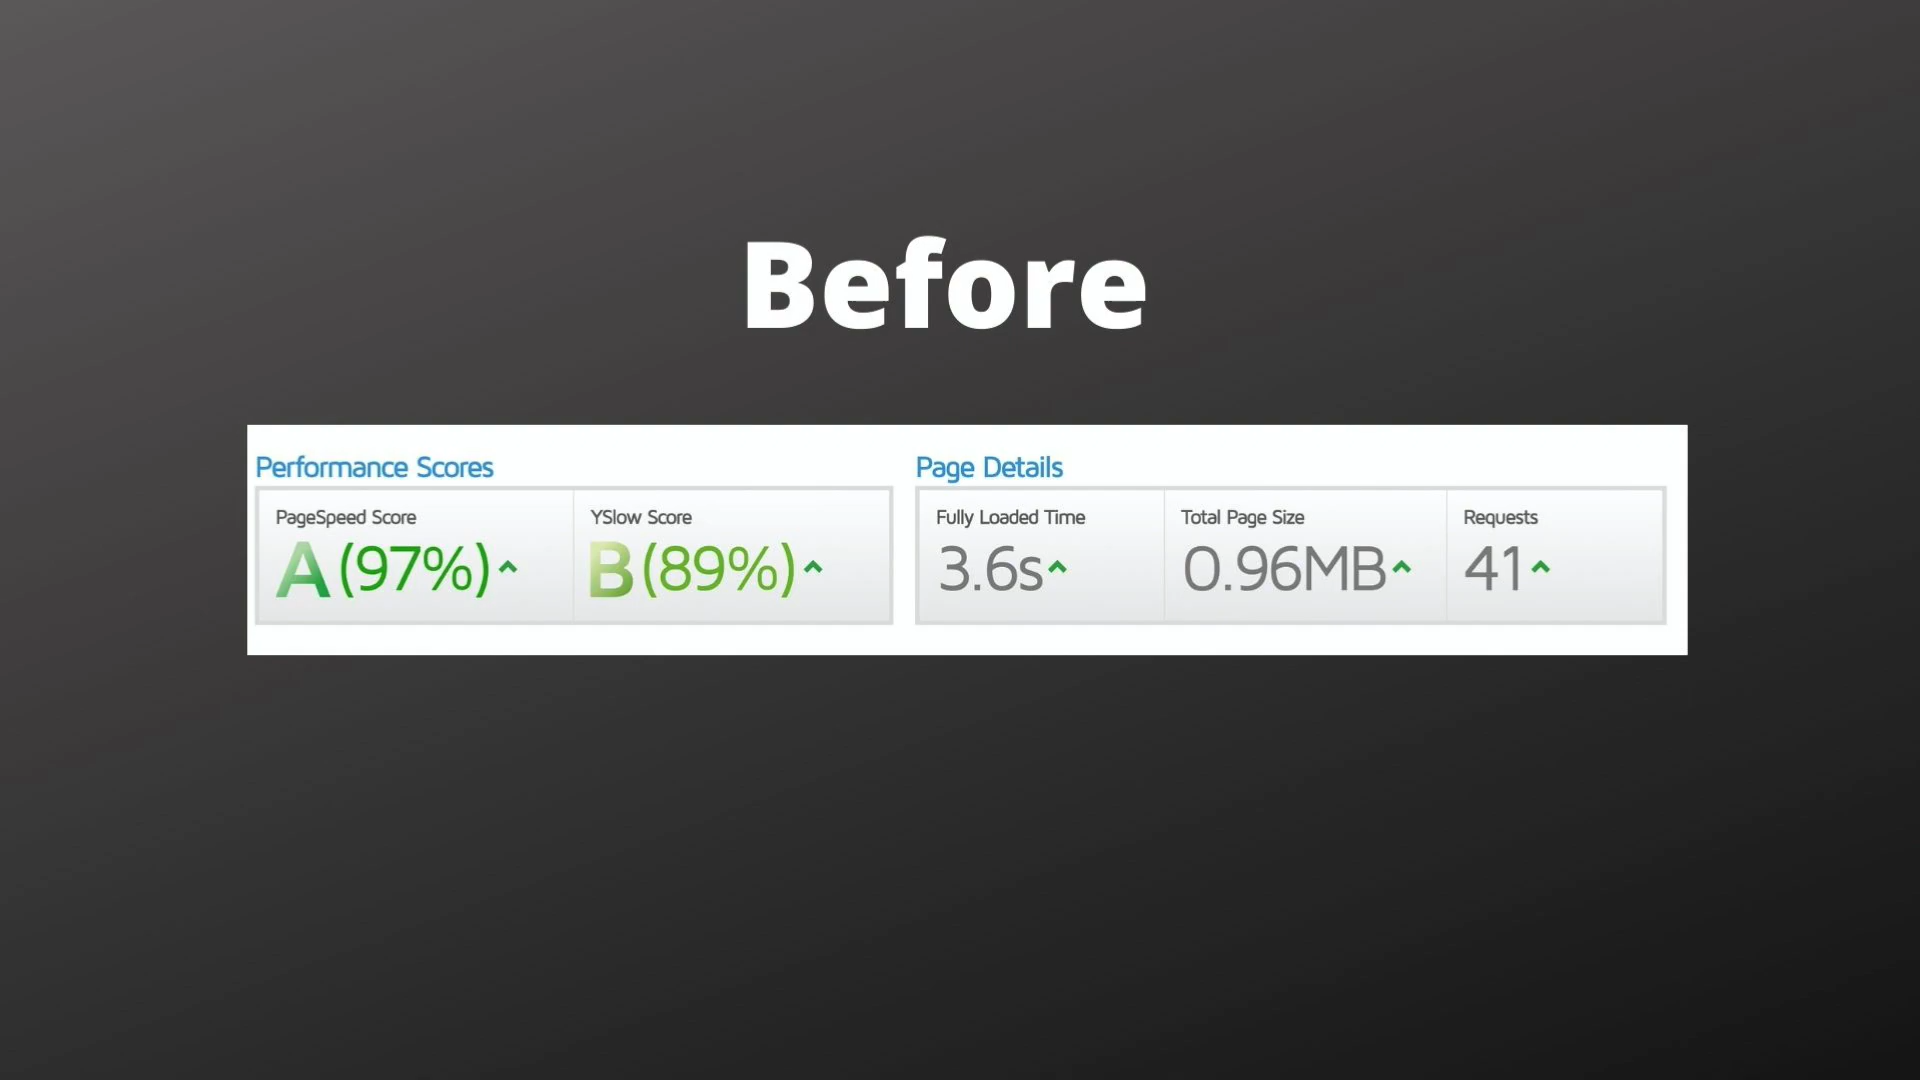 Before
Performance Scores
PageSpeed Score
A (97%)
YSlow Score
B (89%)
Page Details
Fully Loaded Time
3.6s
Total Page Size
0.96MB
Requests
41